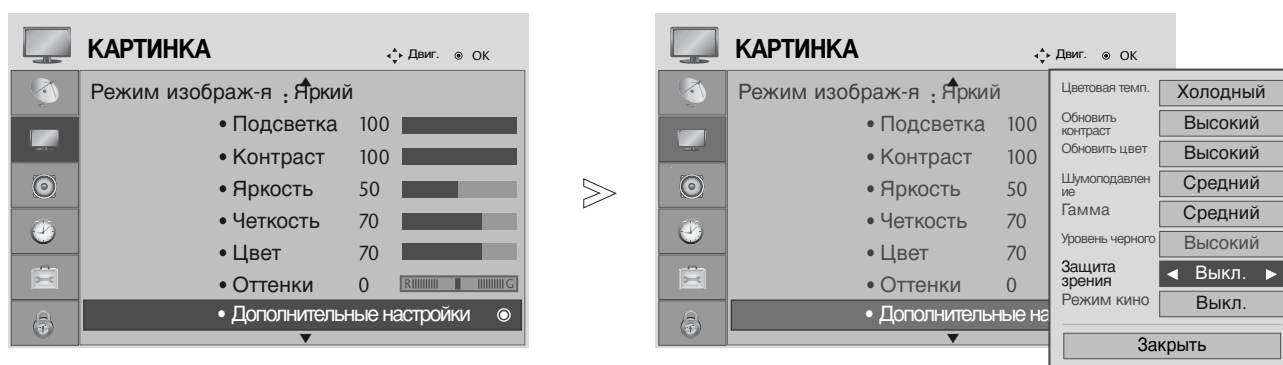 КАРТИНКА
Двиг. OK
Режим изображ-я : Яркий
• Подсветка 100
• Контраст 100
• Яркость 50
• Четкость 70
• Цвет 70
• Оттенки 0 R G
• Дополнительные настройки
КАРТИНКА
Двиг. OK
Режим изображ-я : Яркий
• Подсветка 100
• Контраст 100
• Яркость 50
• Четкость 70
• Цвет 70
• Оттенки 0
• Дополнительные на
Цветовая темп. Холодный
Обновить
контраст Высокий
Обновить цвет Высокий
Шумоподавлен
ие Средний
Гамма Средний
Уровень черного Высокий
Защита
зрения ◄ Выкл. ►
Режим кино Выкл.
Закрыть